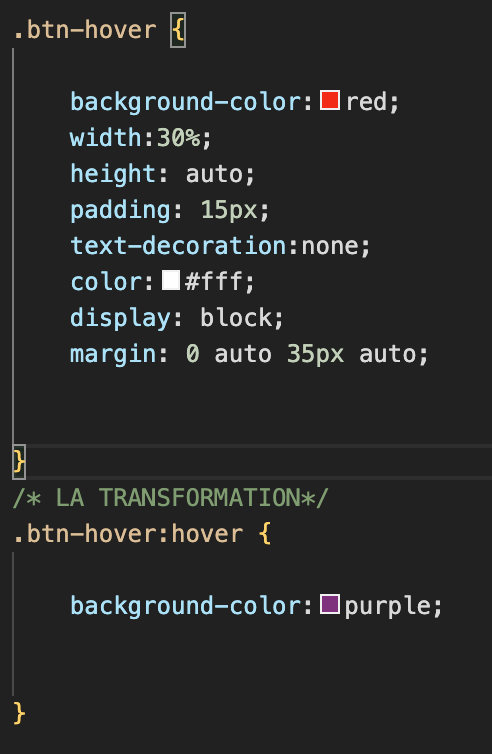 .btn-hover {
background-color:red;
width:30%;
height: auto;
padding: 15px;
text-decoration:none;
color:#fff;
display: block;
margin: 0 auto 35px auto;
}
/* LA TRANSFORMATION*/
.btn-hover:hover {
background-color:purple;
}